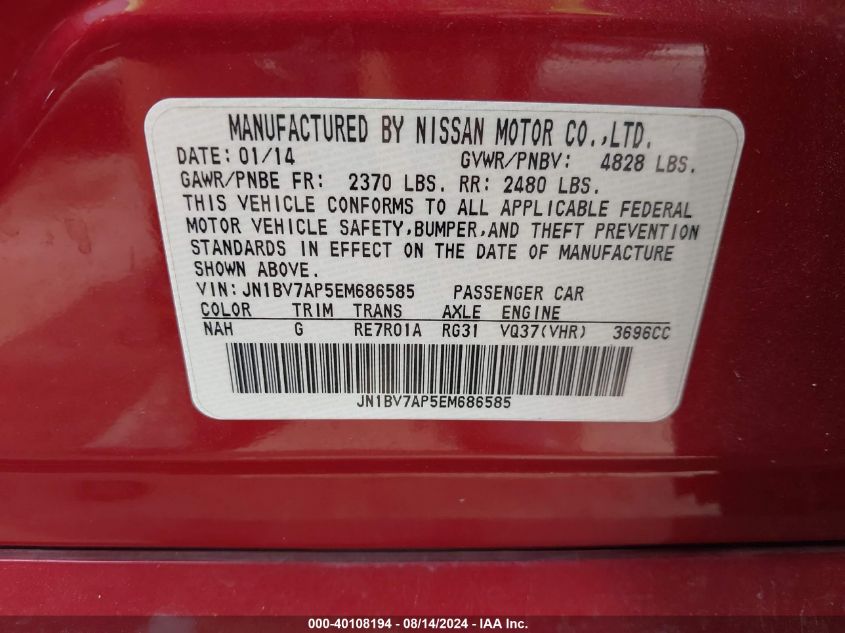 MANUFACTURED BY NISSAN MOTOR CO.,LTD.
DATE: 01/14 GVWR/PNBV: 4828 LBS.
GAWR/PNBE FR: 2370 LBS. RR: 2480 LBS.
THIS VEHICLE CONFORMS TO ALL APPLICABLE FEDERAL
MOTOR VEHICLE SAFETY,BUMPER,AND THEFT PREVENTION
STANDARDS IN EFFECT ON THE DATE OF MANUFACTURE
SHOWN ABOVE.
VIN:JN1BV7AP5EM686585 PASSENGER CAR
COLOR TRIM TRANS AXLE ENGINE
NAH G RE7R01A RG31 VQ37(VHR) 3696CC
JN1BV7AP5EM686585
000-40108194 - 08/14/2024 - IAA Inc.